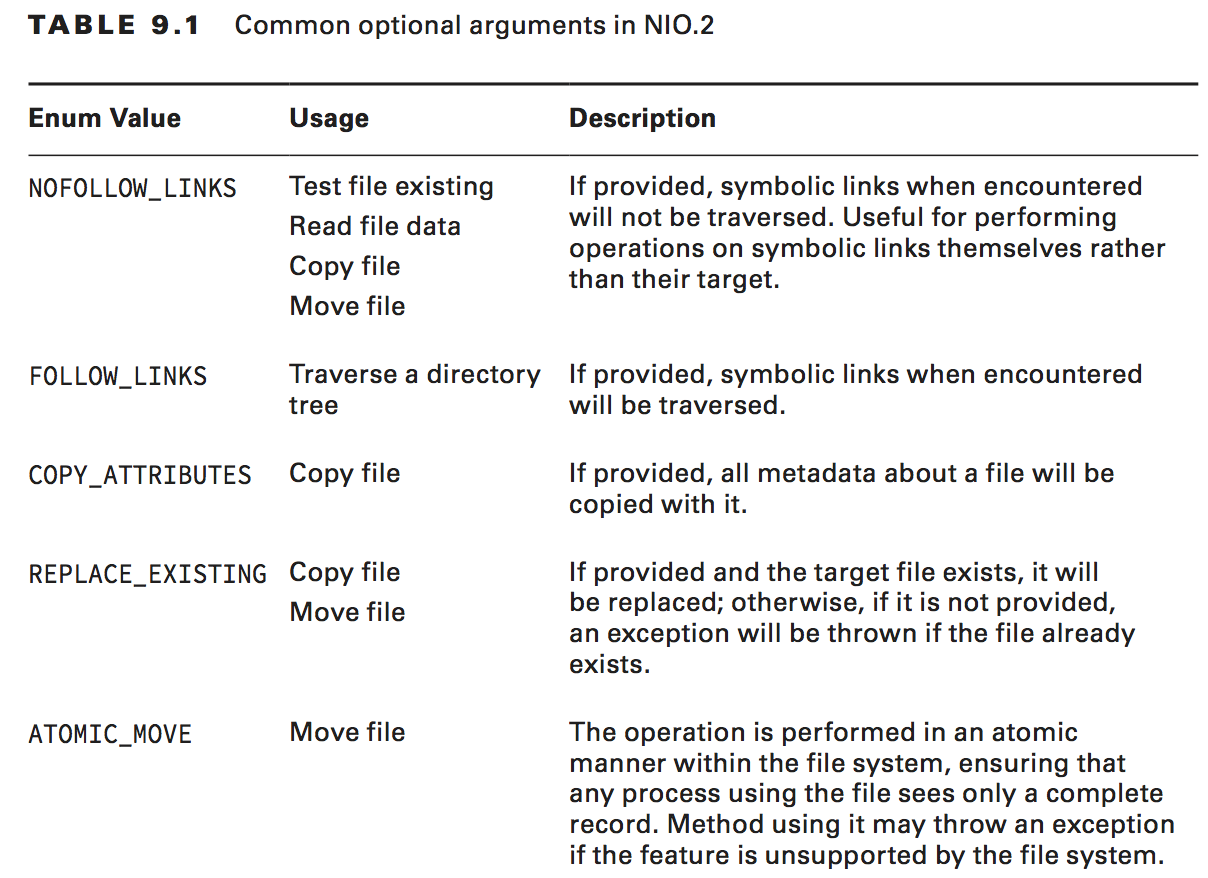 TABLE 9.1 Common optional arguments in NIO.2
Enum Value Usage Description
NOFOLLOW_LINKS Test file existing If provided, symbolic links when encountered
Read file data will not be traversed. Useful for performing
Copy file operations on symbolic links themselves rather
Move file than their target.
FOLLOW_LINKS Traverse a directory If provided, symbolic links when encountered
tree will be traversed.
COPY_ATTRIBUTES Copy file If provided, all metadata about a file will be
copied with it.
REPLACE_EXISTING Copy file If provided and the target file exists, it will
Move file be replaced; otherwise, if it is not provided,
an exception will be thrown if the file already
exists.
ATOMIC_MOVE Move file The operation is performed in an atomic
manner within the file system, ensuring that
any process using the file sees only a complete
record. Method using it may throw an exception
if the feature is unsupported by the file system.